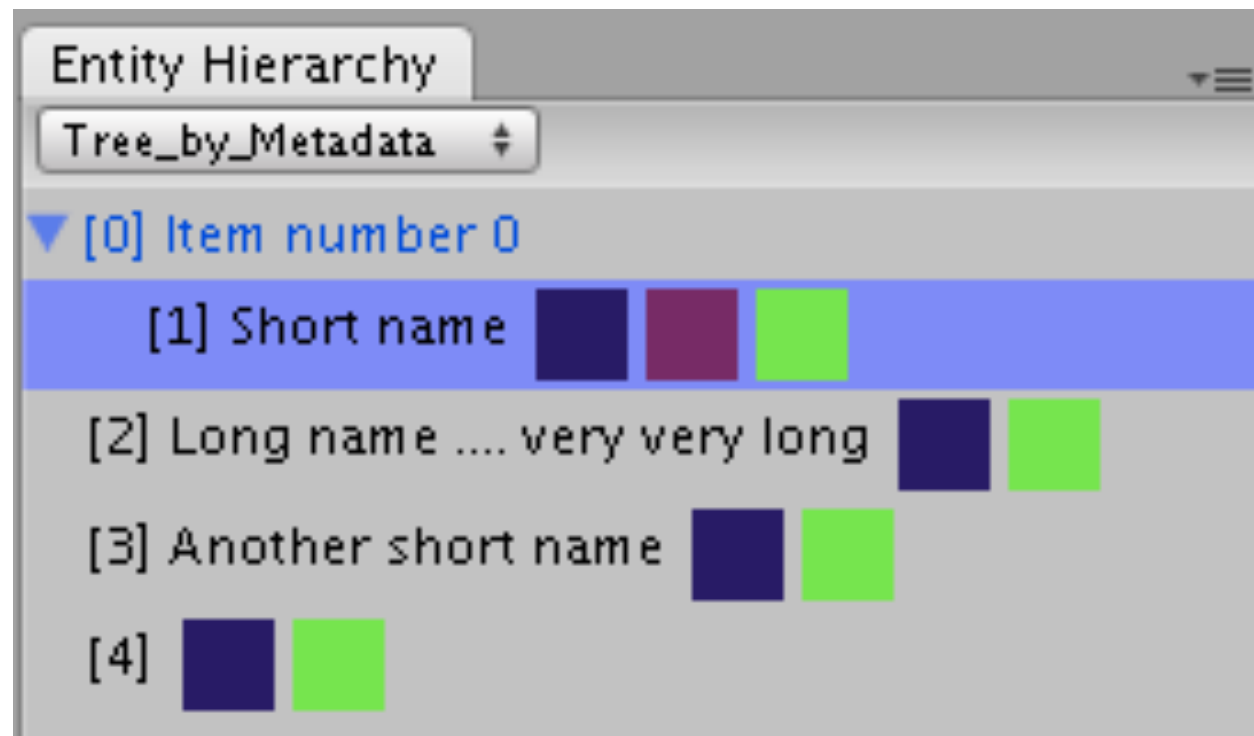 Entity Hierarchy
Tree_by_Metadata
[0] Item number 0
[1] Short name
[2] Long name .... very very long
[3] Another short name
[4]